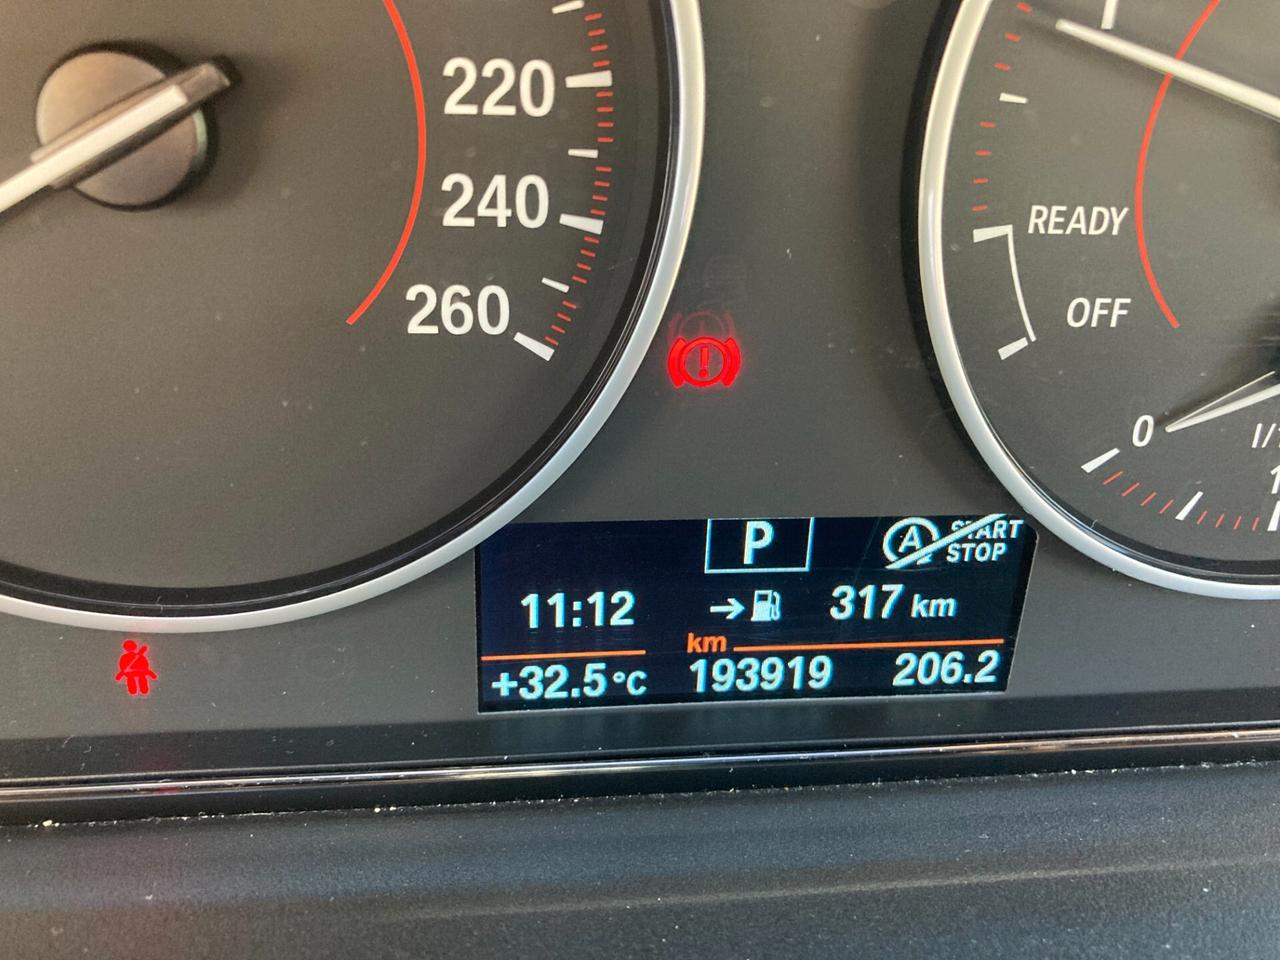 220
240
260
READY
OFF
0
P
A
START
STOP
11:12
317 km
km
+32.5°C
193919
206.2